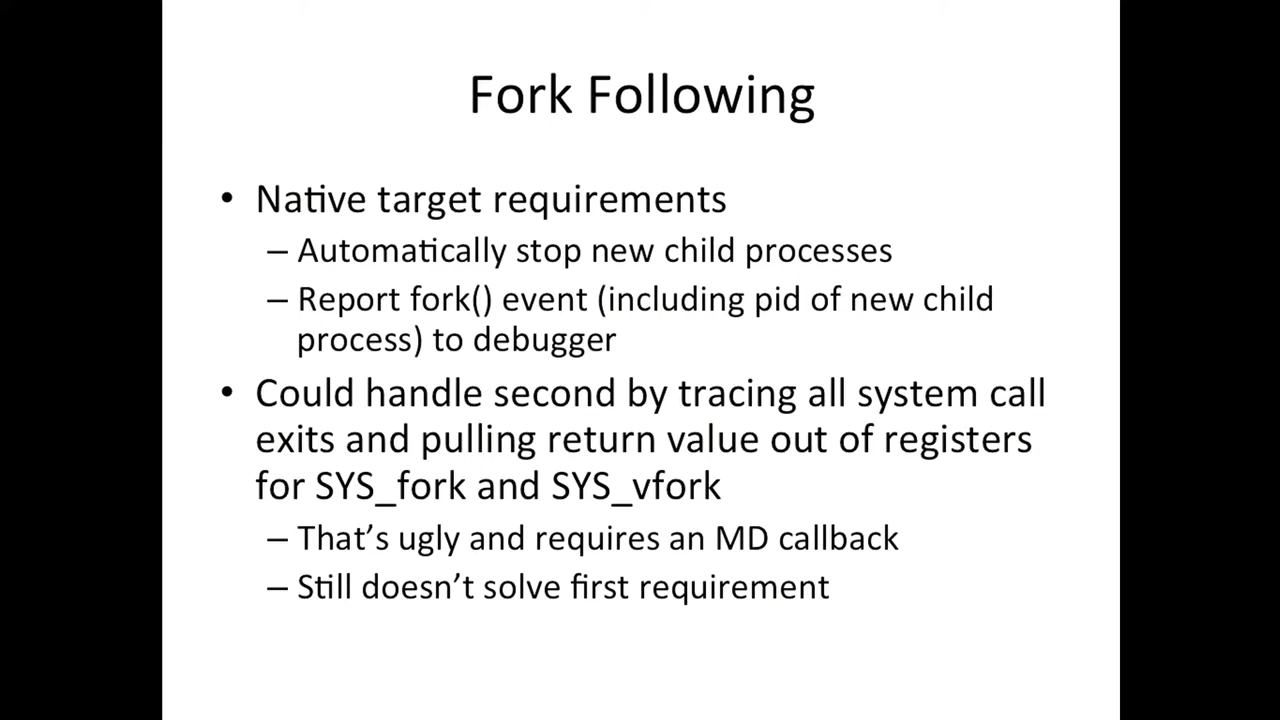 Fork Following
• Native target requirements
– Automatically stop new child processes
– Report fork() event (including pid of new child
process) to debugger
• Could handle second by tracing all system call
exits and pulling return value out of registers
for SYS_fork and SYS_vfork
– That’s ugly and requires an MD callback
– Still doesn’t solve first requirement